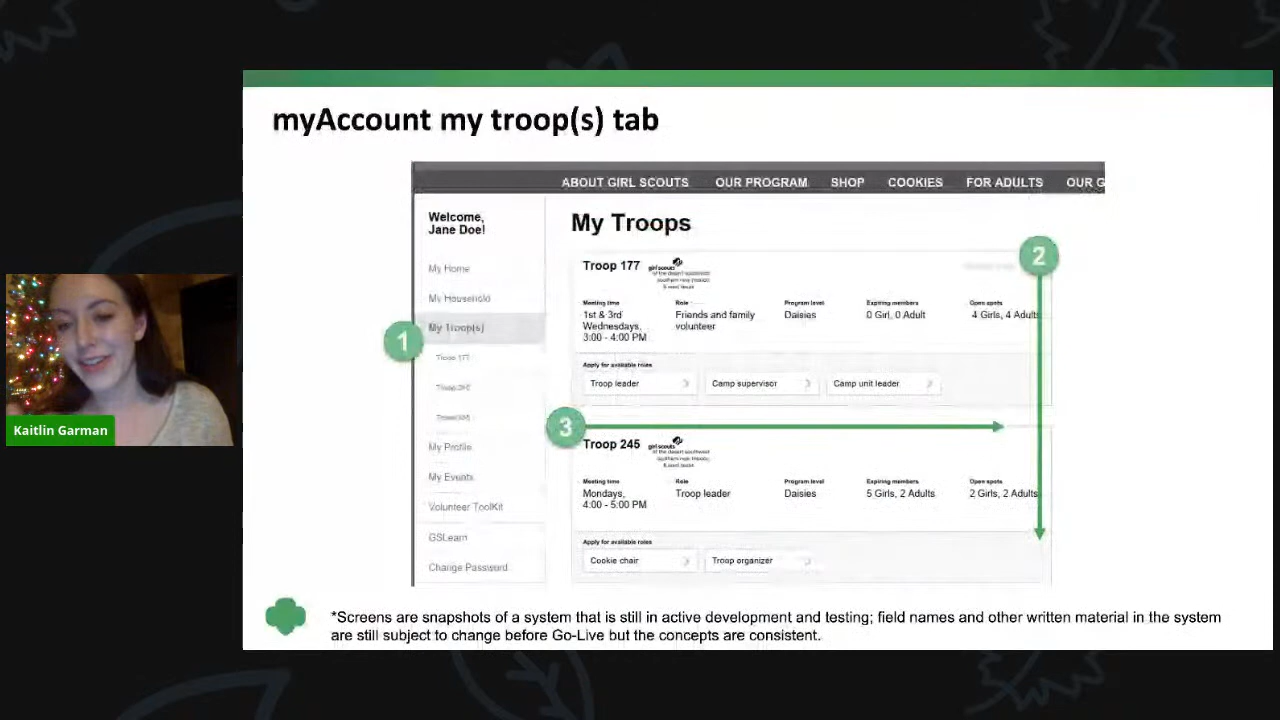 myAccount my troop(s) tab
ABOUT GIRL SCOUTS OUR PROGRAM SHOP COOKIES FOR ADULTS OUR G
Welcome,
Jane Doe!
My Home
My Household
My Troop(s)
Troop 177
My Profile
My Events
Volunteer ToolKit
GSLearn
Change Password
1
2
3
My Troops
Troop 177
girl scouts
Meeting time Role Program level Expiring members Open spots
1st & 3rd Wednesdays, 3:00 - 4:00 PM
Friends and family volunteer
Daisies
0 Girl, 0 Adult
4 Girls, 4 Adults
Apply for available roles
Troop leader Camp supervisor Camp unit leader
Troop 245
girl scouts
Meeting time Role Program level Expiring members Open spots
Mondays, 4:00 - 5:00 PM
Troop leader
Daisies
5 Girls, 2 Adults
2 Girls, 2 Adults
Apply for available roles
Cookie chair Troop organizer
Kaitlin Garman
*Screens are snapshots of a system that is still in active development and testing; field names and other written material in the system
are still subject to change before Go-Live but the concepts are consistent.